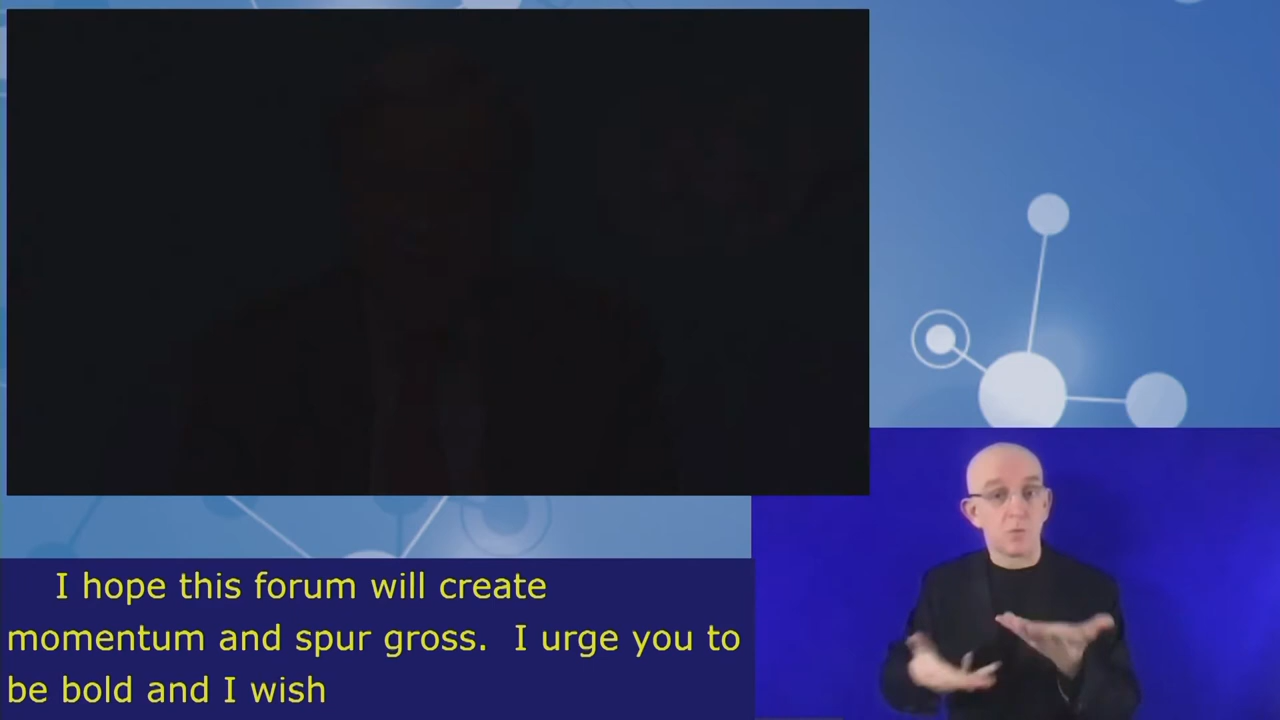 I hope this forum will create
momentum and spur gross. I urge you to
be bold and I wish